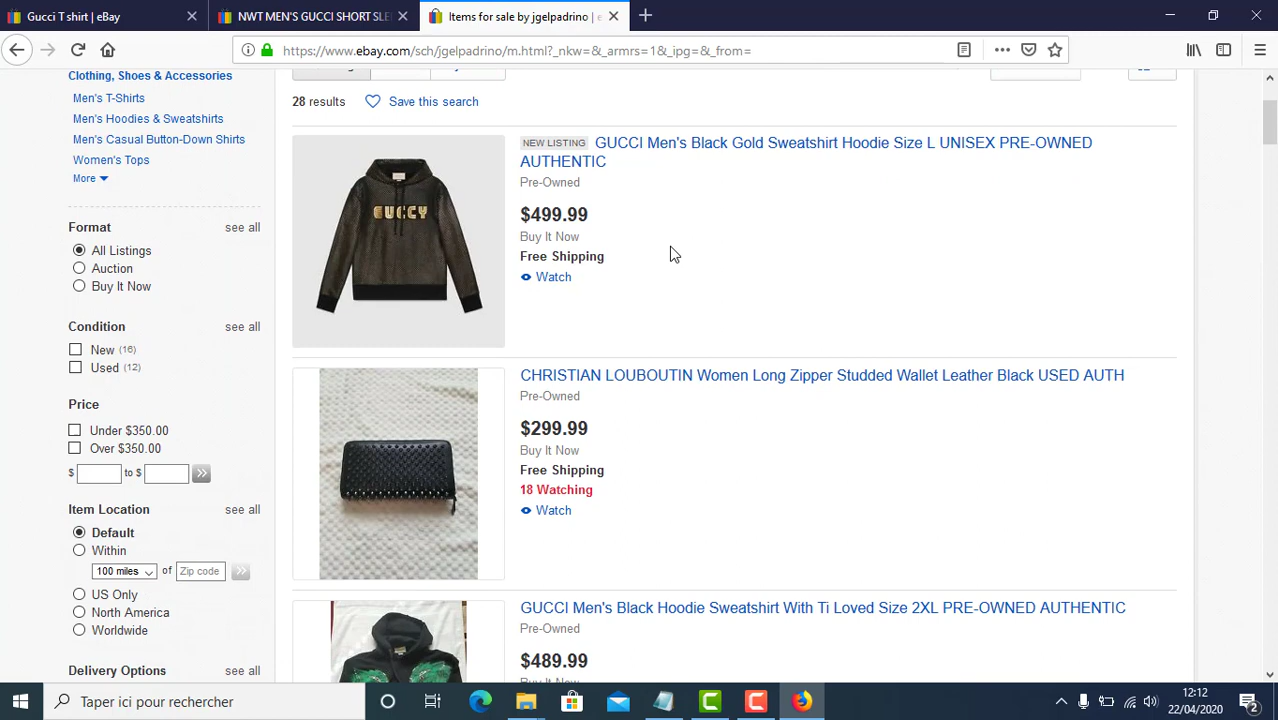 Gucci T shirt | eBay
NWT MEN'S GUCCI SHORT SLE
Items for sale by jgelpadrino | e
https://www.ebay.com/sch/jgelpadrino/m.html?_nkw=&_armrs=1&_ipg=&_from=
Clothing, Shoes & Accessories
Men's T-Shirts
Men's Hoodies & Sweatshirts
Men's Casual Button-Down Shirts
Women's Tops
More
Format see all
All Listings
Auction
Buy It Now
Condition see all
New (16)
Used (12)
Price
Under $350.00
Over $350.00
$ to $
Item Location see all
Default
Within
100 miles of Zip code
US Only
North America
Worldwide
Delivery Options see all
28 results Save this search
NEW LISTING GUCCI Men's Black Gold Sweatshirt Hoodie Size L UNISEX PRE-OWNED
AUTHENTIC
Pre-Owned
$499.99
Buy It Now
Free Shipping
Watch
GUCCY
CHRISTIAN LOUBOUTIN Women Long Zipper Studded Wallet Leather Black USED AUTH
Pre-Owned
$299.99
Buy It Now
Free Shipping
18 Watching
Watch
GUCCI Men's Black Hoodie Sweatshirt With Ti Loved Size 2XL PRE-OWNED AUTHENTIC
Pre-Owned
$489.99
Buy It Now
Taper ici pour rechercher
12:12
22/04/2020
2